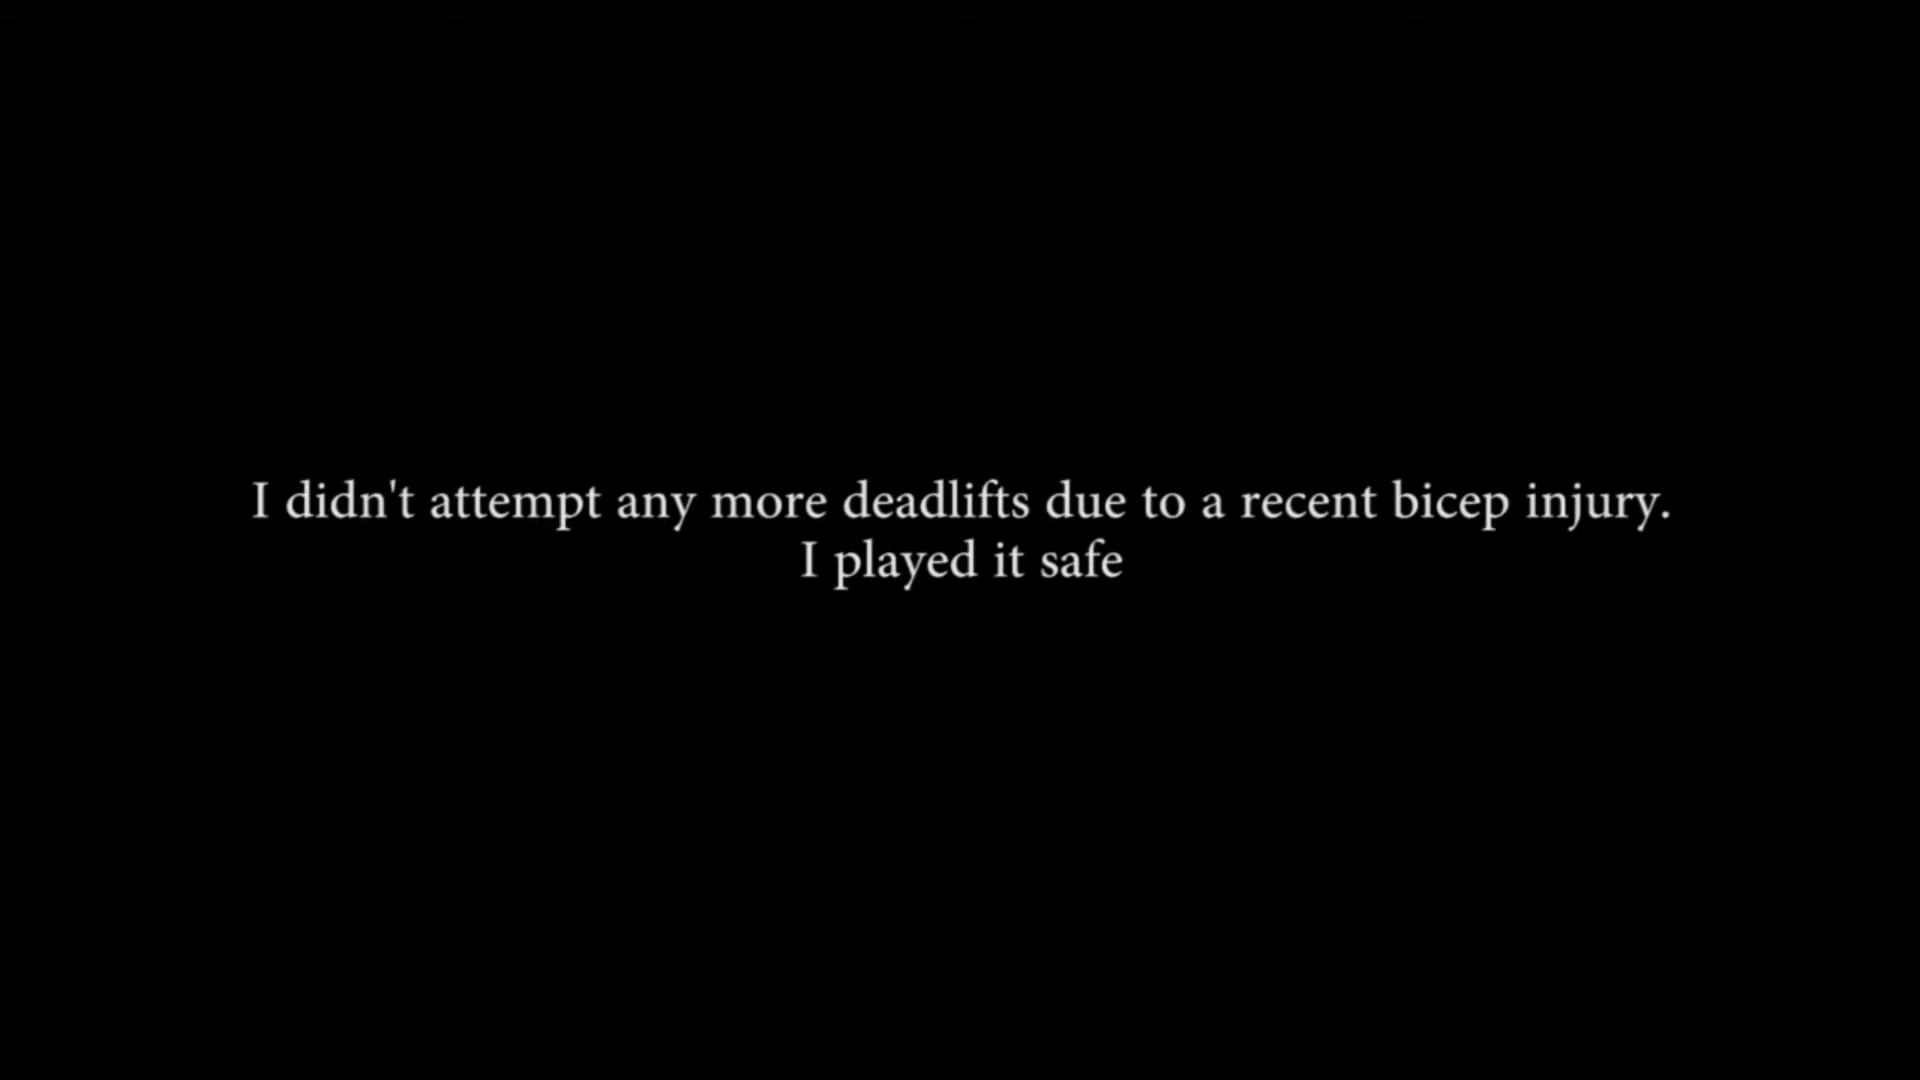 I didn't attempt any more deadlifts due to a recent bicep injury.
I played it safe